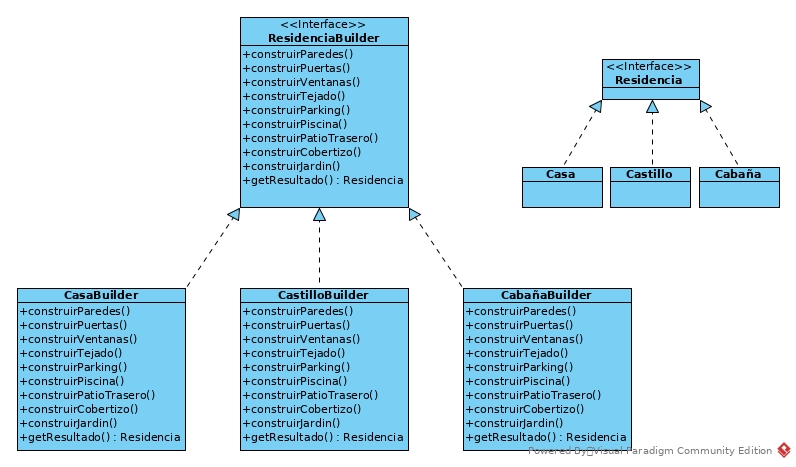 <<Interface>>
ResidenciaBuilder
+construirParedes()
+construirPuertas()
+construirVentanas()
+construirTejado()
+construirParking()
+construirPiscina()
+construirPatioTrasero()
+construirCobertizo()
+construirJardin()
+getResultado() : Residencia
<<Interface>>
Residencia
Casa
Castillo
Cabaña
CasaBuilder
+construirParedes()
+construirPuertas()
+construirVentanas()
+construirTejado()
+construirParking()
+construirPiscina()
+construirPatioTrasero()
+construirCobertizo()
+construirJardin()
+getResultado() : Residencia
CastilloBuilder
+construirParedes()
+construirPuertas()
+construirVentanas()
+construirTejado()
+construirParking()
+construirPiscina()
+construirPatioTrasero()
+construirCobertizo()
+construirJardin()
+getResultado() : Residencia
CabañaBuilder
+construirParedes()
+construirPuertas()
+construirVentanas()
+construirTejado()
+construirParking()
+construirPiscina()
+construirPatioTrasero()
+construirCobertizo()
+construirJardin()
+getResultado() : Residencia
Powered By Visual Paradigm Community Edition